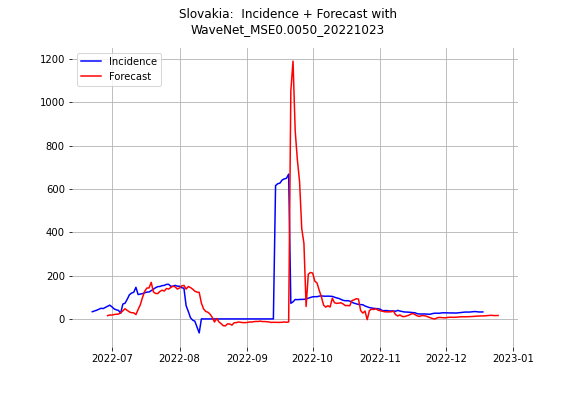 Slovakia:  Incidence + Forecast with
WaveNet_MSE0.0050_20221023
Incidence
Forecast
1200
1000
800
600
400
200
0
2022-07 2022-08 2022-09 2022-10 2022-11 2022-12 2023-01